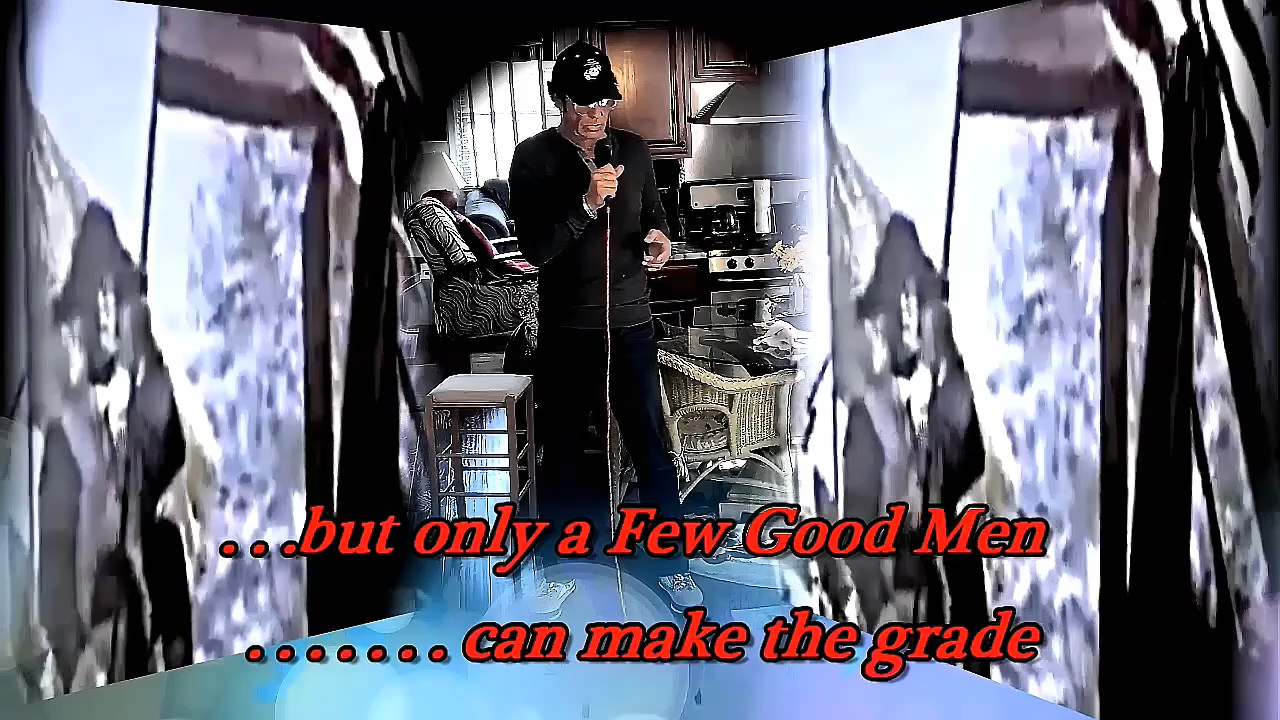 . . .but only a Few Good Men
. . . . . . . can make the grade